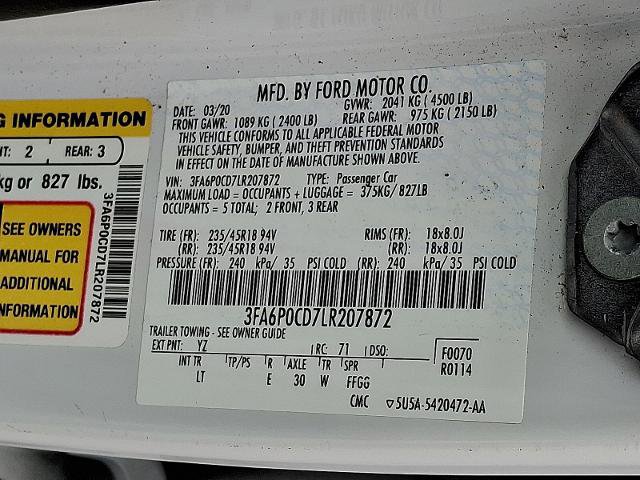 G INFORMATION
NT: 2 REAR: 3
kg or 827 lbs.
SEE OWNERS
MANUAL FOR
ADDITIONAL
INFORMATION
3FA6P0CD7LR207872
MFD. BY FORD MOTOR CO.
DATE: 03/20 GVWR: 2041 KG ( 4500 LB)
FRONT GAWR: 1089 KG ( 2400 LB) REAR GAWR: 975 KG ( 2150 LB)
THIS VEHICLE CONFORMS TO ALL APPLICABLE FEDERAL MOTOR
VEHICLE SAFETY, BUMPER, AND THEFT PREVENTION STANDARDS
IN EFFECT ON THE DATE OF MANUFACTURE SHOWN ABOVE.
VIN: 3FA6P0CD7LR207872 TYPE: Passenger Car
MAXIMUM LOAD = OCCUPANTS + LUGGAGE = 375KG/827LB
OCCUPANTS = 5 TOTAL; 2 FRONT, 3 REAR
TIRE (FR): 235/45R18 94V RIMS (FR): 18x8.0J
(RR): 235/45R18 94V (RR): 18x8.0J
PRESSURE (FR): 240 kPa/ 35 PSI COLD (RR): 240 kPa/ 35 PSI COLD
3FA6P0CD7LR207872
TRAILER TOWING - SEE OWNER GUIDE
EXT PNT: YZ RC: 71 DSO: F0070
INT TR TP/PS R AXLE TR SPR R0114
LT E 30 W FFGG
CMC ▽5U5A-5420472-AA